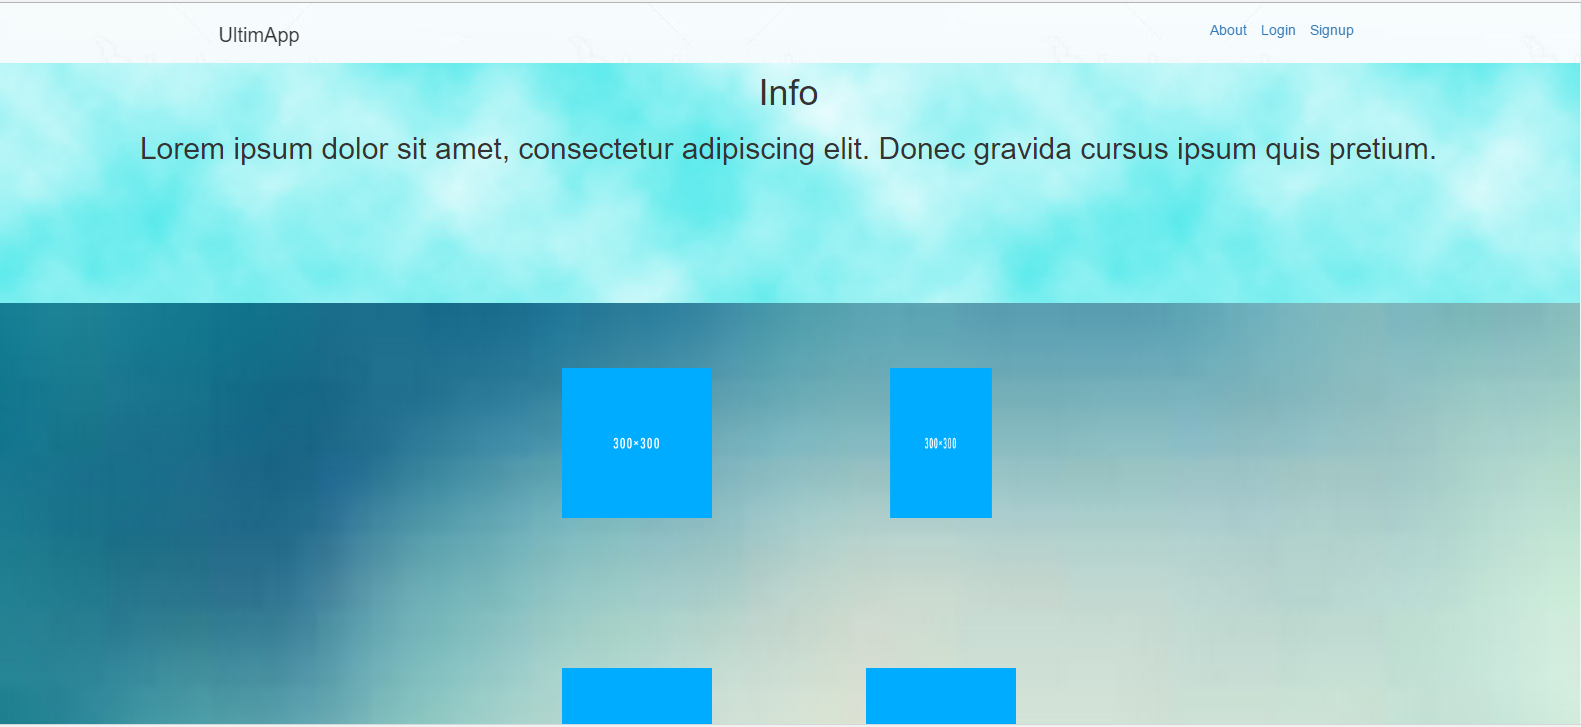 UltimApp
About Login Signup
Info
Lorem ipsum dolor sit amet, consectetur adipiscing elit. Donec gravida cursus ipsum quis pretium.
300×300
300×300